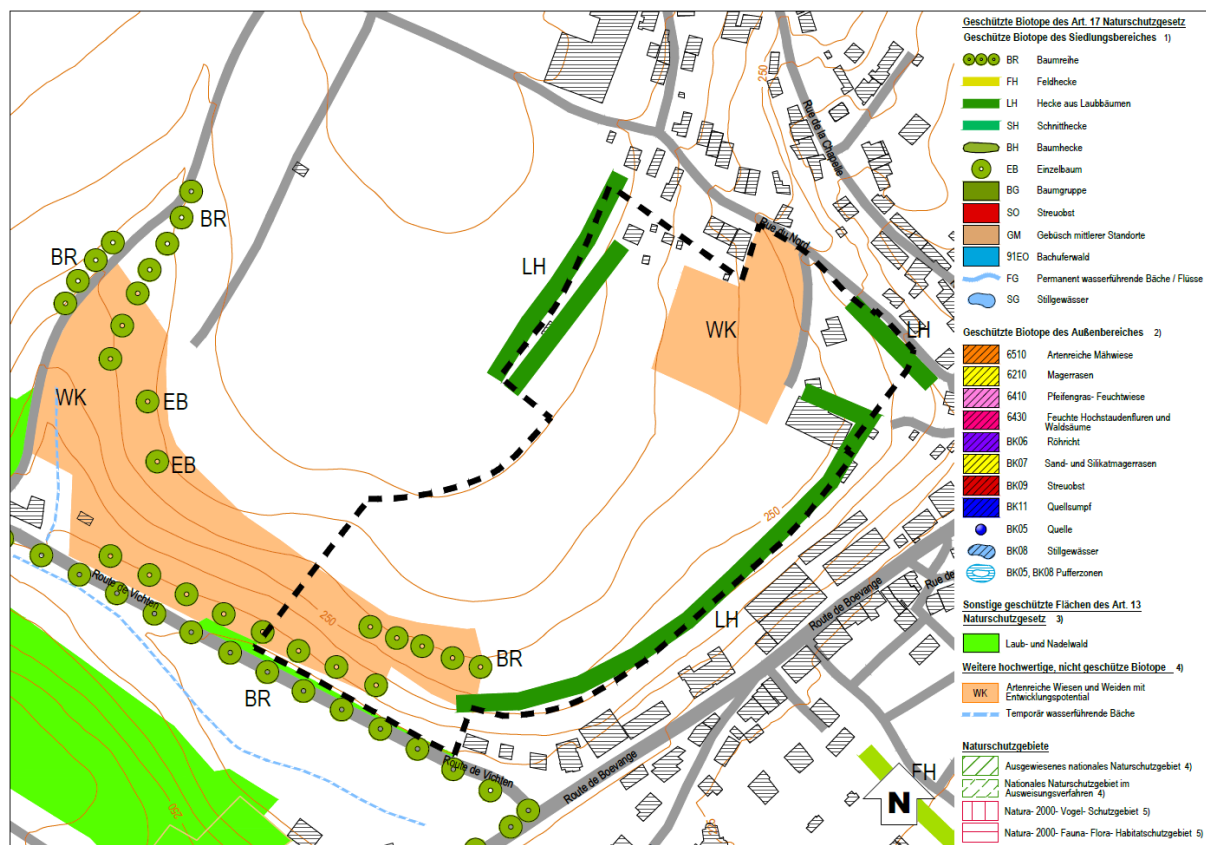 BR
BR
WK
EB
EB
BR
BR
LH
WK
LH
LH
FH
N
250
250
250
250
Rue de la Chapelle
Rue du Nord
Route de Vichten
Route de Vichten
Route de Boevange
Route de Boevange
Rue de
Geschützte Biotope des Art. 17 Naturschutzgesetz
Geschütze Biotope des Siedlungsbereiches 1)
BR Baumreihe
FH Feldhecke
LH Hecke aus Laubbäumen
SH Schnitthecke
BH Baumhecke
EB Einzelbaum
BG Baumgruppe
SO Streuobst
GM Gebüsch mittlerer Standorte
91EO Bachuferwald
FG Permanent wasserführende Bäche / Flüsse
SG Stillgewässer
Geschützte Biotope des Außenbereiches 2)
6510 Artenreiche Mähwiese
6210 Magerrasen
6410 Pfeifengras- Feuchtwiese
6430 Feuchte Hochstaudenfluren und
Waldsäume
BK06 Röhricht
BK07 Sand- und Silikatmagerrasen
BK09 Streuobst
BK11 Quellsumpf
BK05 Quelle
BK08 Stillgewässer
BK05, BK08 Pufferzonen
Sonstige geschützte Flächen des Art. 13
Naturschutzgesetz 3)
Laub- und Nadelwald
Weitere hochwertige, nicht geschütze Biotope 4)
WK Artenreiche Wiesen und Weiden mit
Entwicklungspotential
Temporär wasserführende Bäche
Naturschutzgebiete
Ausgewiesenes nationales Naturschutzgebiet 4)
Nationales Naturschutzgebiet im
Ausweisungsverfahren 4)
Natura- 2000- Vogel- Schutzgebiet 5)
Natura- 2000- Fauna- Flora- Habitatschutzgebiet 5)